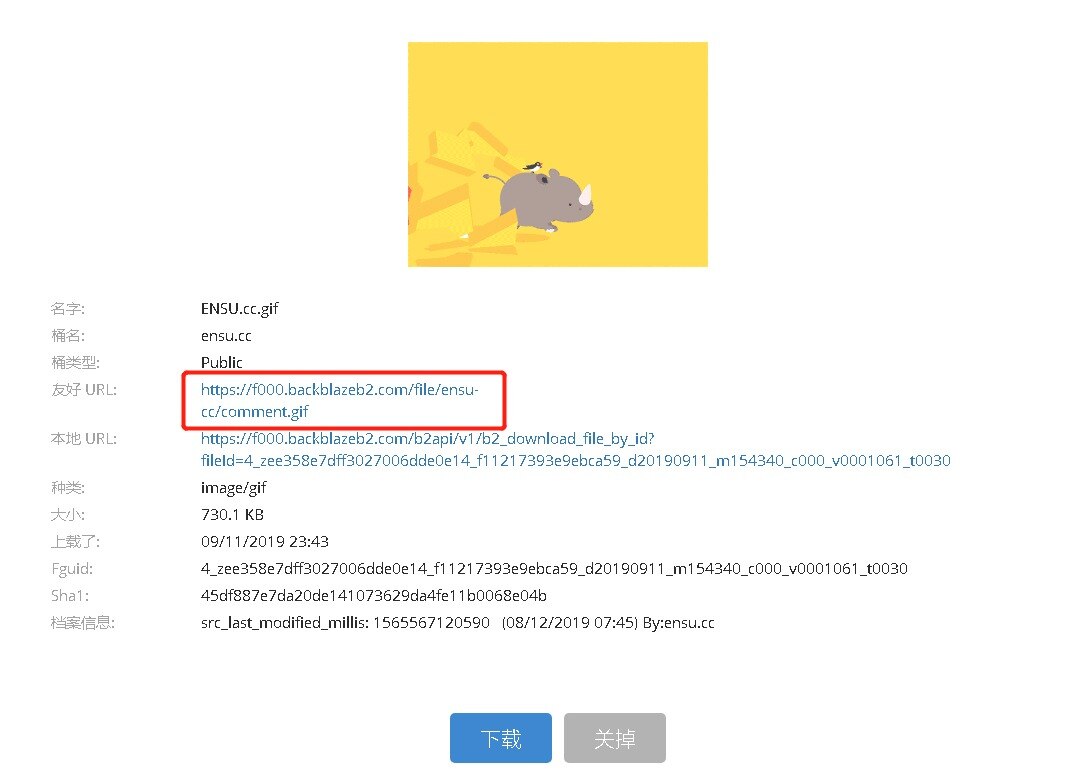 名字: ENSU.cc.gif
桶名: ensu.cc
桶类型: Public
友好 URL: https://f000.backblazeb2.com/file/ensu-
cc/comment.gif
本地 URL: https://f000.backblazeb2.com/b2api/v1/b2_download_file_by_id?
fileId=4_zee358e7dff3027006dde0e14_f11217393e9ebca59_d20190911_m154340_c000_v0001061_t0030
种类: image/gif
大小: 730.1 KB
上载了: 09/11/2019 23:43
Fguid: 4_zee358e7dff3027006dde0e14_f11217393e9ebca59_d20190911_m154340_c000_v0001061_t0030
Sha1: 45df887e7da20de141073629da4fe11b0068e04b
档案信息: src_last_modified_millis: 1565567120590 (08/12/2019 07:45) By:ensu.cc
下载 关掉